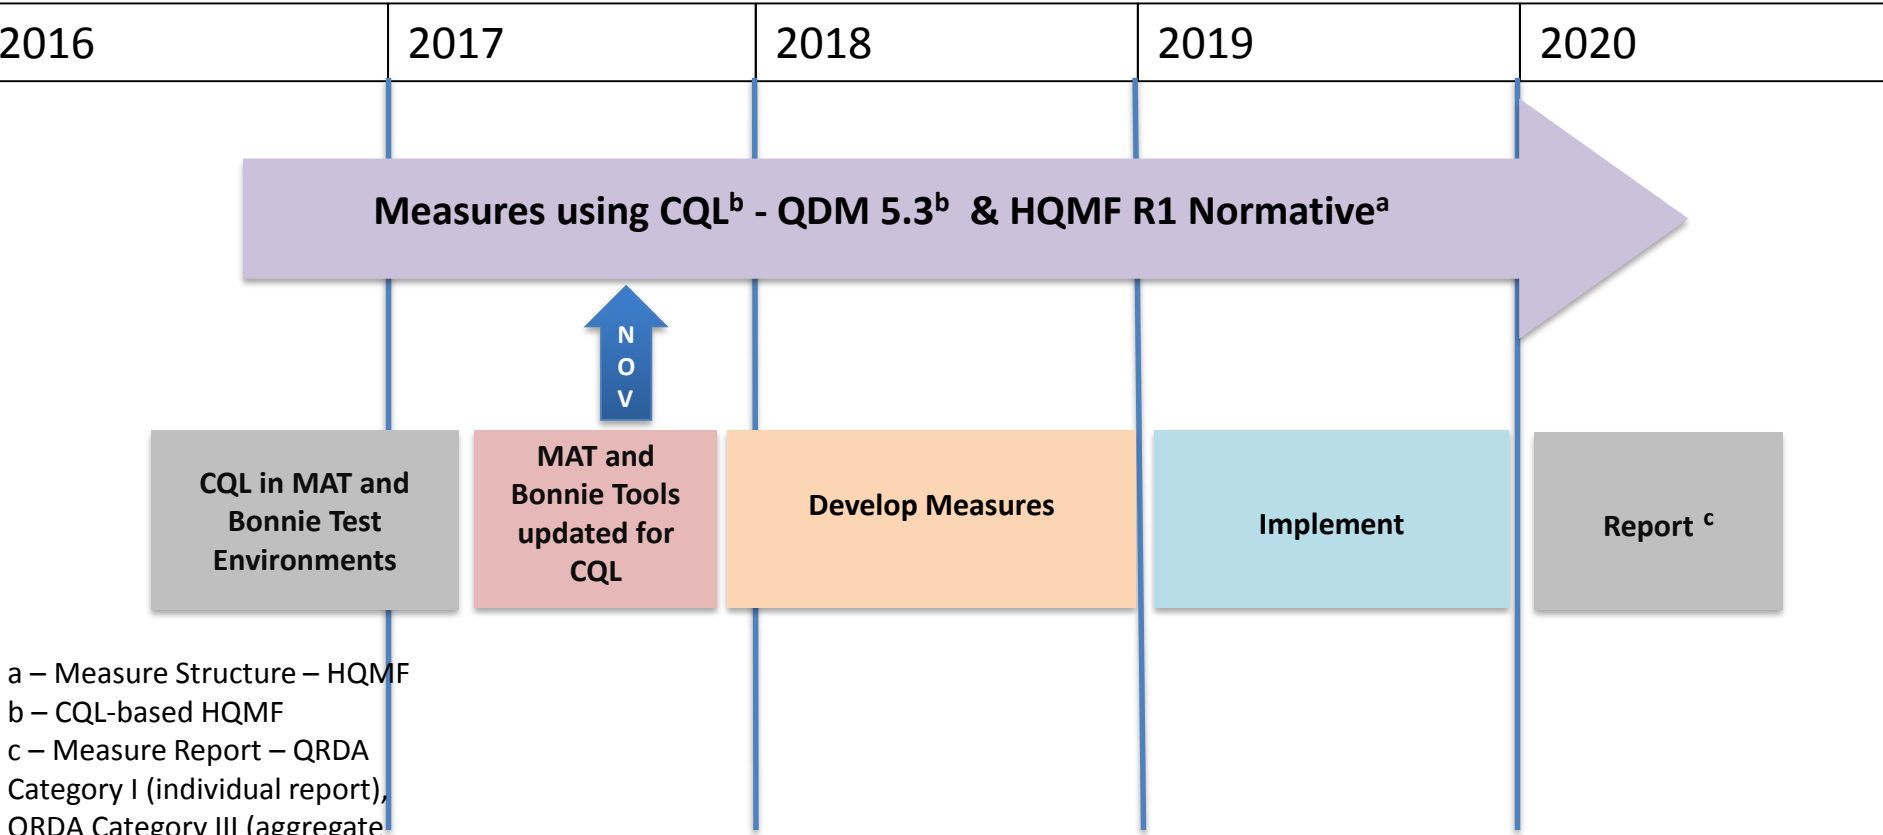 2016 2017 2018 2019 2020
Measures using CQLᵇ - QDM 5.3ᵇ & HQMF R1 Normativeᵃ
N
O
V
CQL in MAT and
Bonnie Test
Environments
MAT and
Bonnie Tools
updated for
CQL
Develop Measures
Implement
Report ᶜ
a – Measure Structure – HQMF
b – CQL-based HQMF
c – Measure Report – QRDA
Category I (individual report),
QRDA Category III (aggregate